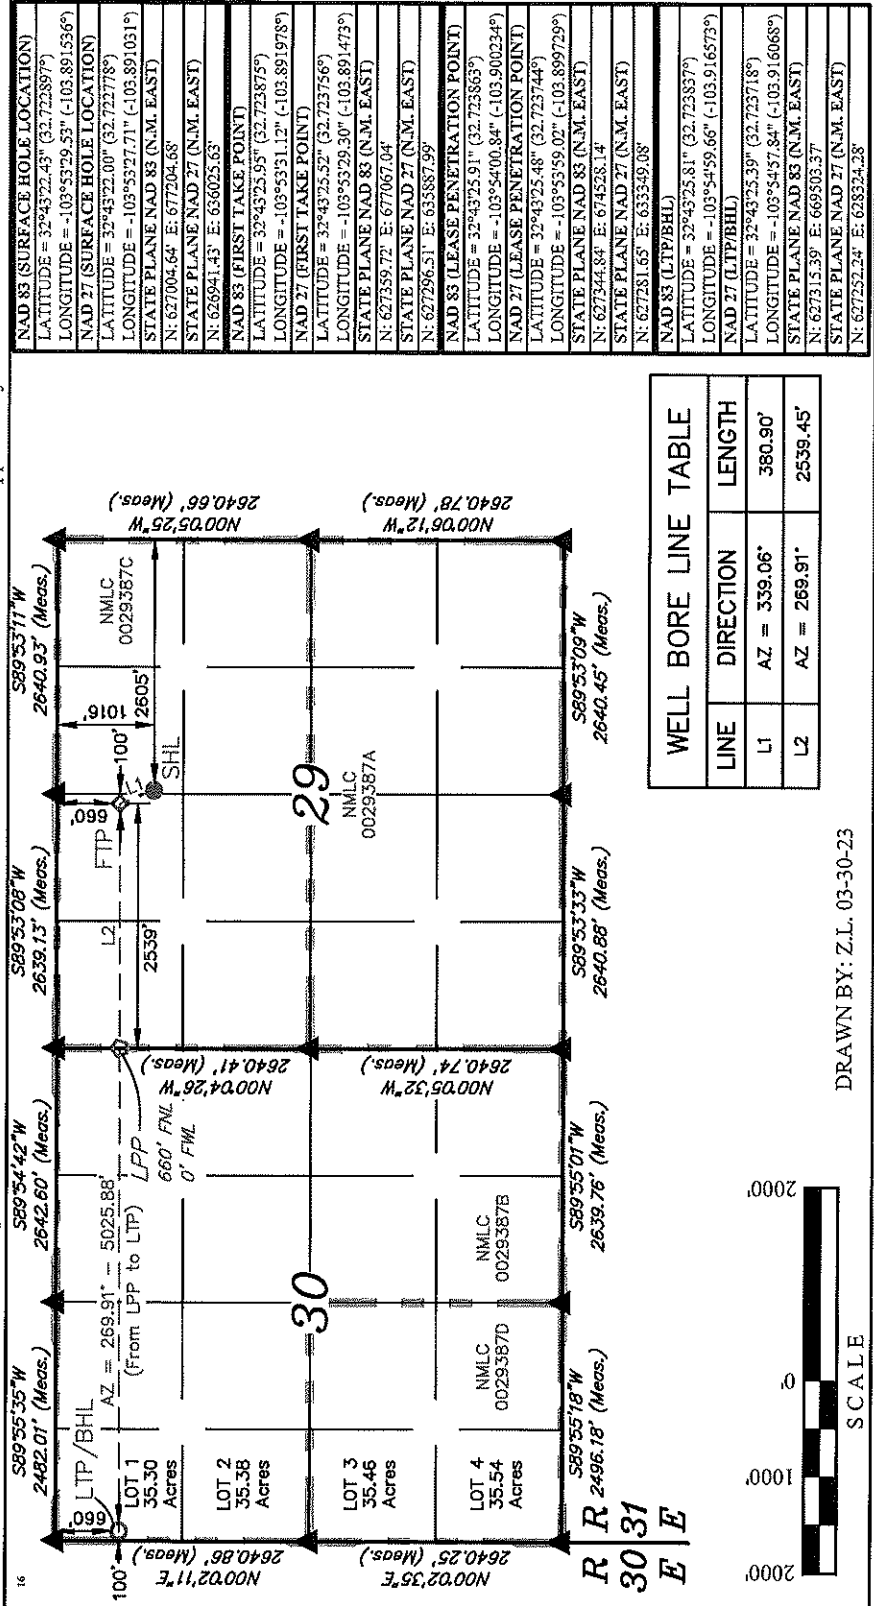 16
S89°55'35"W
2482.01' (Meas.)
S89°54'42"W
2642.60' (Meas.)
S89°53'08"W
2639.13' (Meas.)
S89°53'11"W
2640.93' (Meas.)
660'
LTP/BHL
100'
AZ = 269.91° - 5025.88'
(From LPP to LTP)
LPP
660' FNL
0' FWL
L2
2539'
FTP
660'
L1
100'
SHL
1016'
2605'
NMLC
0029387C
LOT 1
35.30
Acres
LOT 2
35.38
Acres
LOT 3
35.46
Acres
LOT 4
35.54
Acres
30
29
NMLC
0029387A
NMLC
0029387D
NMLC
0029387B
N00°02'11"E
2640.86' (Meas.)
N00°02'35"E
2640.25' (Meas.)
N00°04'26"W
2640.41' (Meas.)
N00°05'32"W
2640.74' (Meas.)
N00°05'25"W
2640.66' (Meas.)
N00°06'12"W
2640.78' (Meas.)
S89°55'18"W
2496.18' (Meas.)
S89°55'01"W
2639.76' (Meas.)
S89°53'33"W
2640.88' (Meas.)
S89°53'09"W
2640.45' (Meas.)
R R
30 31
E E
2000' 1000' 0' 2000'
SCALE
DRAWN BY: Z.L. 03-30-23
WELL BORE LINE TABLE
LINE DIRECTION LENGTH
L1 AZ = 339.06° 380.90'
L2 AZ = 269.91° 2539.45'
NAD 83 (SURFACE HOLE LOCATION)
LATITUDE = 32°43'22.43" (32.722897°)
LONGITUDE = -103°53'29.53" (-103.891536°)
NAD 27 (SURFACE HOLE LOCATION)
LATITUDE = 32°43'22.00" (32.722778°)
LONGITUDE = -103°53'27.71" (-103.891031°)
STATE PLANE NAD 83 (N.M. EAST)
N: 627004.64' E: 677204.68'
STATE PLANE NAD 27 (N.M. EAST)
N: 626941.43' E: 636025.63'
NAD 83 (FIRST TAKE POINT)
LATITUDE = 32°43'25.95" (32.723875°)
LONGITUDE = -103°53'31.12" (-103.891978°)
NAD 27 (FIRST TAKE POINT)
LATITUDE = 32°43'25.52" (32.723756°)
LONGITUDE = -103°53'29.30" (-103.891473°)
STATE PLANE NAD 83 (N.M. EAST)
N: 627359.72' E: 677067.04'
STATE PLANE NAD 27 (N.M. EAST)
N: 627296.51' E: 635887.99'
NAD 83 (LEASE PENETRATION POINT)
LATITUDE = 32°43'25.91" (32.723863°)
LONGITUDE = -103°54'00.84" (-103.900234°)
NAD 27 (LEASE PENETRATION POINT)
LATITUDE = 32°43'25.48" (32.723744°)
LONGITUDE = -103°53'59.02" (-103.899729°)
STATE PLANE NAD 83 (N.M. EAST)
N: 627344.84' E: 674528.14'
STATE PLANE NAD 27 (N.M. EAST)
N: 627281.65' E: 633349.08'
NAD 83 (LTP/BHL)
LATITUDE = 32°43'25.81" (32.723837°)
LONGITUDE = -103°54'59.66" (-103.916573°)
NAD 27 (LTP/BHL)
LATITUDE = 32°43'25.39" (32.723718°)
LONGITUDE = -103°54'57.84" (-103.916068°)
STATE PLANE NAD 83 (N.M. EAST)
N: 627315.39' E: 669503.37'
STATE PLANE NAD 27 (N.M. EAST)
N: 627252.24' E: 628324.28'